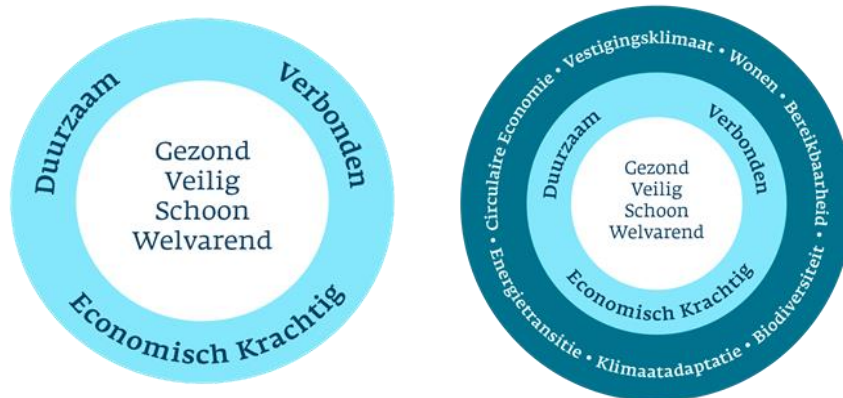 Duurzaam
Verbonden
Gezond
Veilig
Schoon
Welvarend
Economisch Krachtig
Circulaire Economie • Vestigingsklimaat • Wonen • Bereikbaarheid • Biodiversiteit • Klimaatadaptatie • Energietransitie •
Duurzaam
Verbonden
Gezond
Veilig
Schoon
Welvarend
Economisch Krachtig